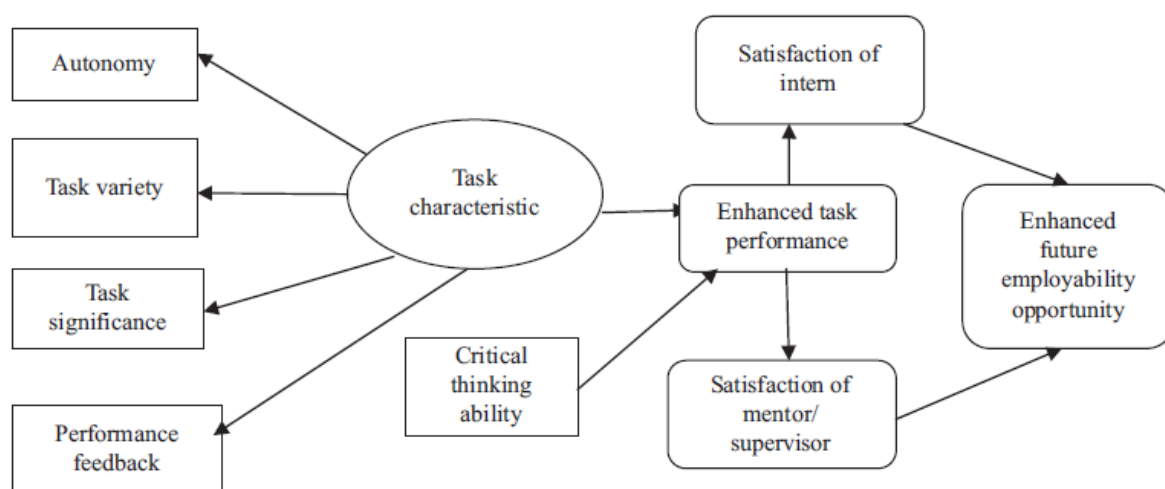 Autonomy
Task variety
Task
significance
Performance
feedback
Task
characteristic
Critical
thinking
ability
Satisfaction of
intern
Enhanced task
performance
Satisfaction of
mentor/
supervisor
Enhanced
future
employability
opportunity